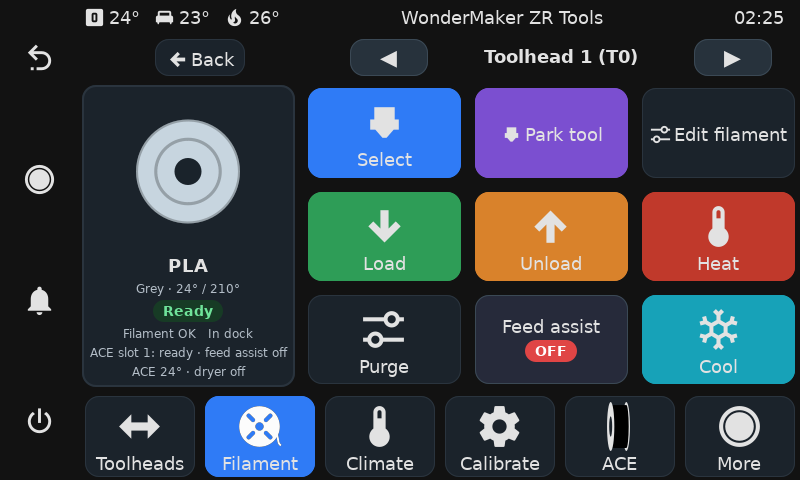 0 24° 23° 26° WonderMaker ZR Tools 02:25
Back ◀ Toolhead 1 (T0) ▶
Select
Park tool
Edit filament
PLA
Grey · 24° / 210°
Ready
Filament OK In dock
ACE slot 1: ready · feed assist off
ACE 24° · dryer off
Load
Unload
Heat
Purge
Feed assist
OFF
Cool
Toolheads
Filament
Climate
Calibrate
ACE
More